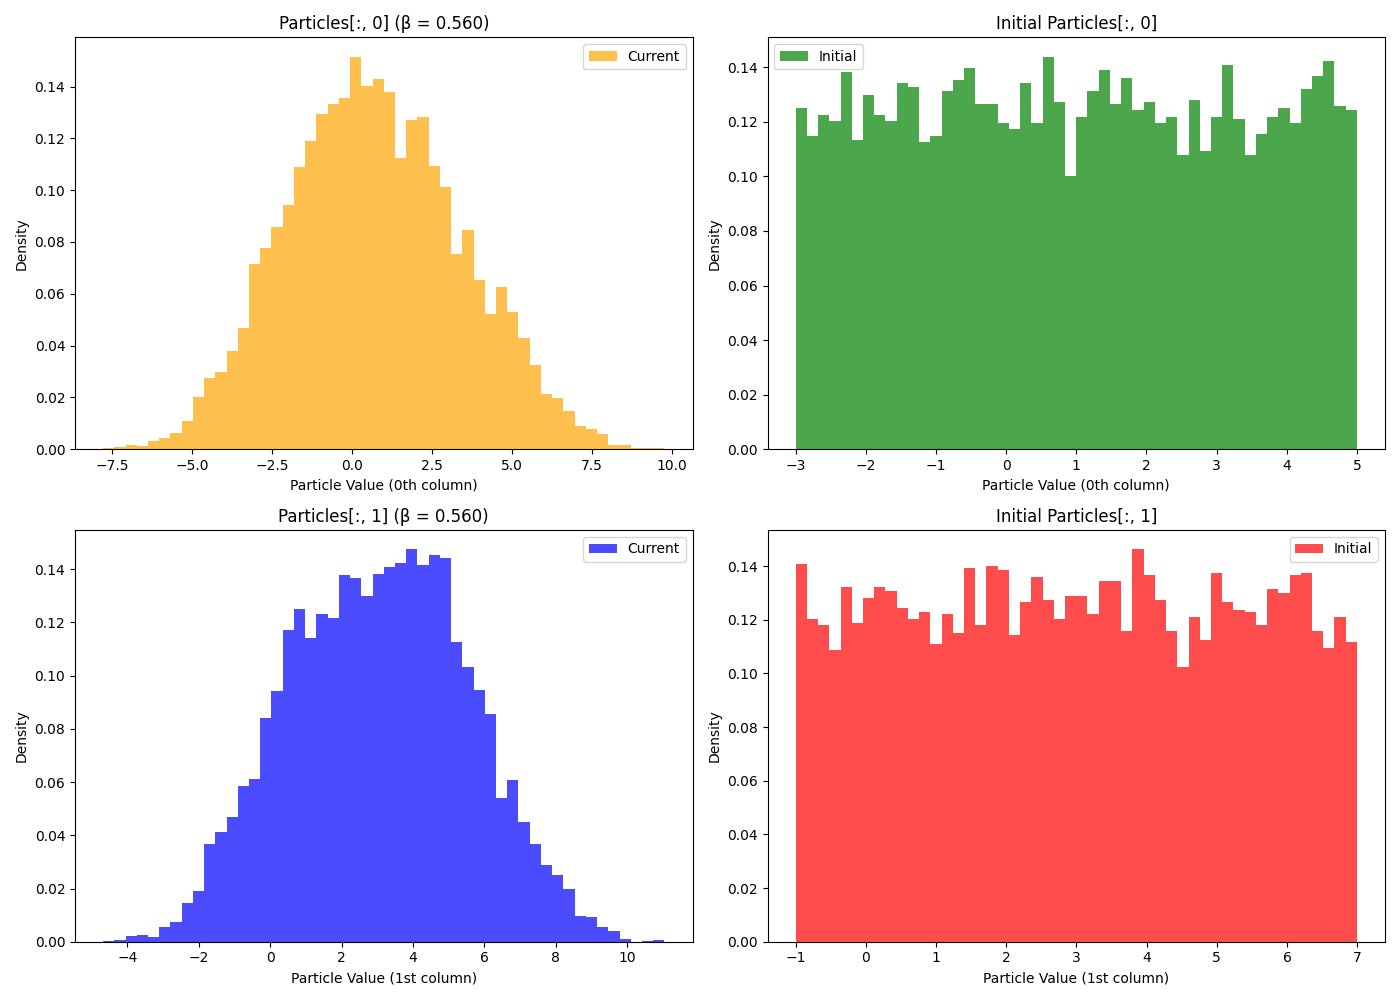 Particles[:, 0] (β = 0.560)
Current
Density
0.14
0.12
0.10
0.08
0.06
0.04
0.02
0.00
−7.5 −5.0 −2.5 0.0 2.5 5.0 7.5 10.0
Particle Value (0th column)
Initial Particles[:, 0]
Initial
Density
0.14
0.12
0.10
0.08
0.06
0.04
0.02
0.00
−3 −2 −1 0 1 2 3 4 5
Particle Value (0th column)
Particles[:, 1] (β = 0.560)
Current
Density
0.14
0.12
0.10
0.08
0.06
0.04
0.02
0.00
−4 −2 0 2 4 6 8 10
Particle Value (1st column)
Initial Particles[:, 1]
Initial
Density
0.14
0.12
0.10
0.08
0.06
0.04
0.02
0.00
−1 0 1 2 3 4 5 6 7
Particle Value (1st column)